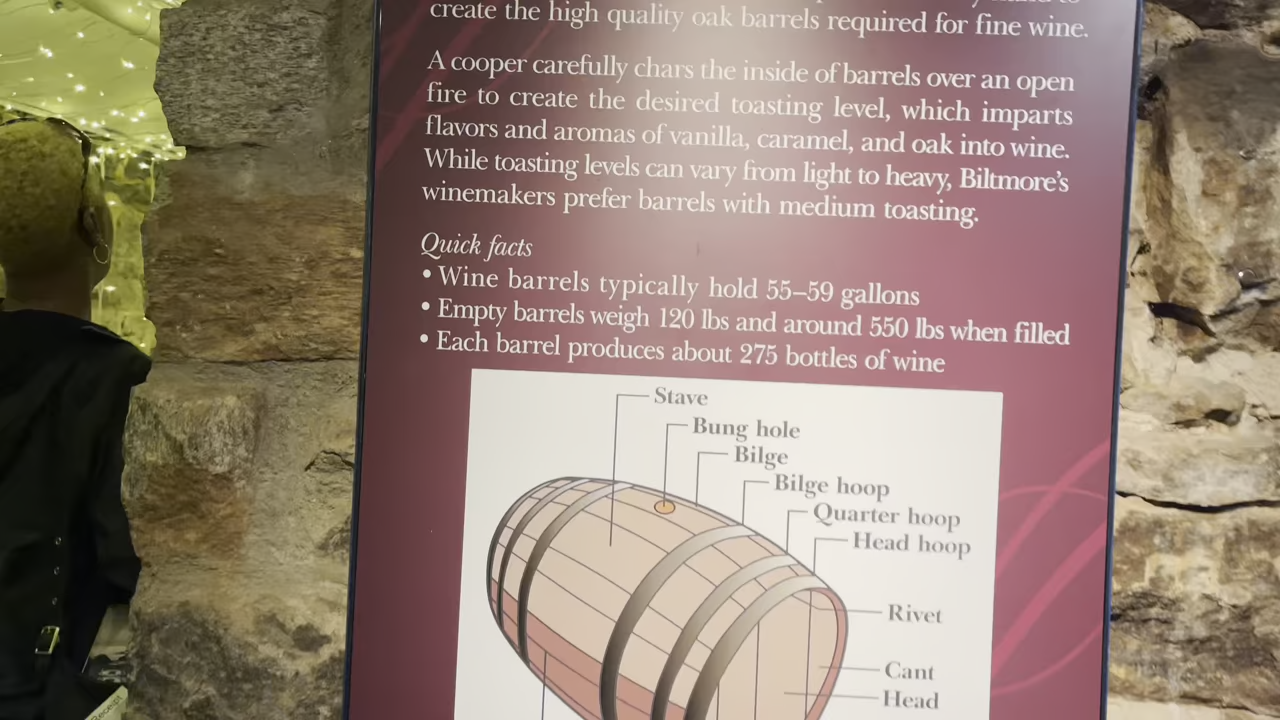 create the high quality oak barrels required for fine wine.
A cooper carefully chars the inside of barrels over an open
fire to create the desired toasting level, which imparts
flavors and aromas of vanilla, caramel, and oak into wine.
While toasting levels can vary from light to heavy, Biltmore's
winemakers prefer barrels with medium toasting.
Quick facts
• Wine barrels typically hold 55–59 gallons
• Empty barrels weigh 120 lbs and around 550 lbs when filled
• Each barrel produces about 275 bottles of wine
Stave
Bung hole
Bilge
Bilge hoop
Quarter hoop
Head hoop
Rivet
Cant
Head